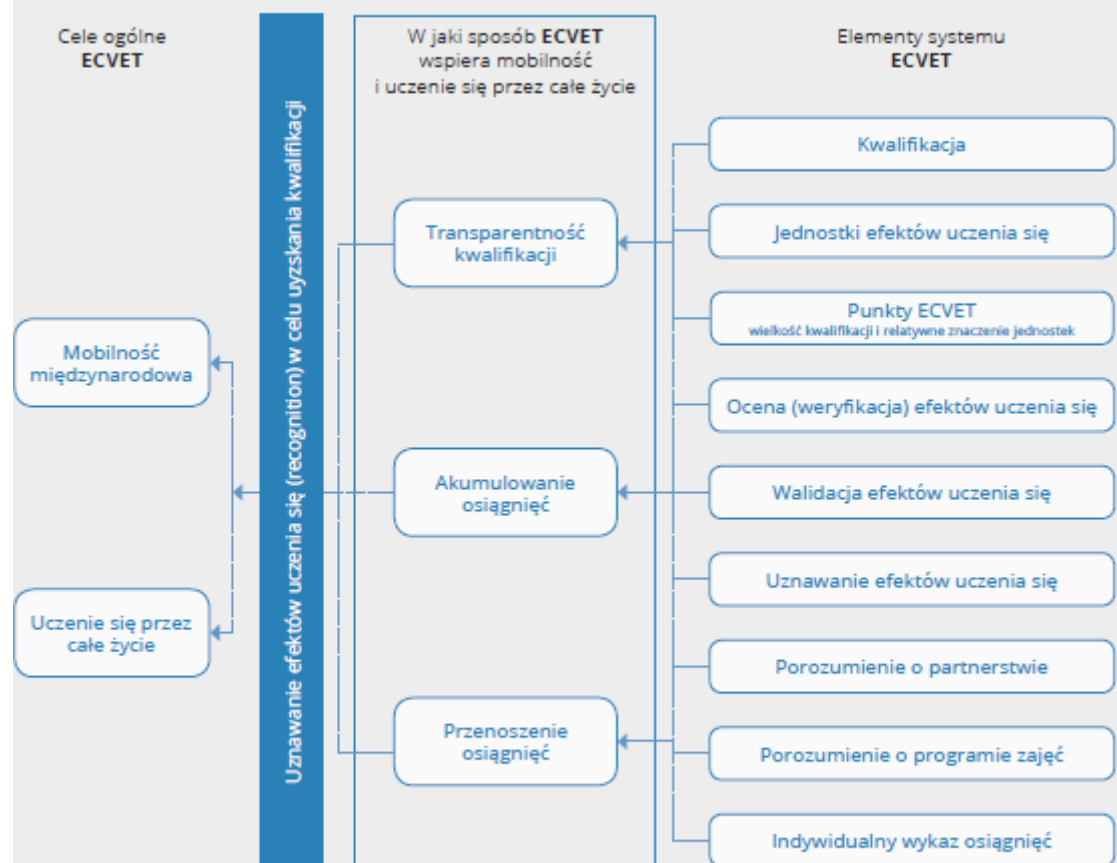 Cele ogólne
ECVET
W jaki sposób ECVET
wspiera mobilność
i uczenie się przez całe życie
Elementy systemu
ECVET
Mobilność
międzynarodowa
Uczenie się przez
całe życie
Uznawanie efektów uczenia się (recognition) w celu uyzskania kwalifikacji
Transparentność
kwalifikacji
Akumulowanie
osiągnięć
Przenoszenie
osiągnięć
Kwalifikacja
Jednostki efektów uczenia się
Punkty ECVET
wielkość kwalifikacji i relatywne znaczenie jednostek
Ocena (weryfikacja) efektów uczenia się
Walidacja efektów uczenia się
Uznawanie efektów uczenia się
Porozumienie o partnerstwie
Porozumienie o programie zajęć
Indywidualny wykaz osiągnięć